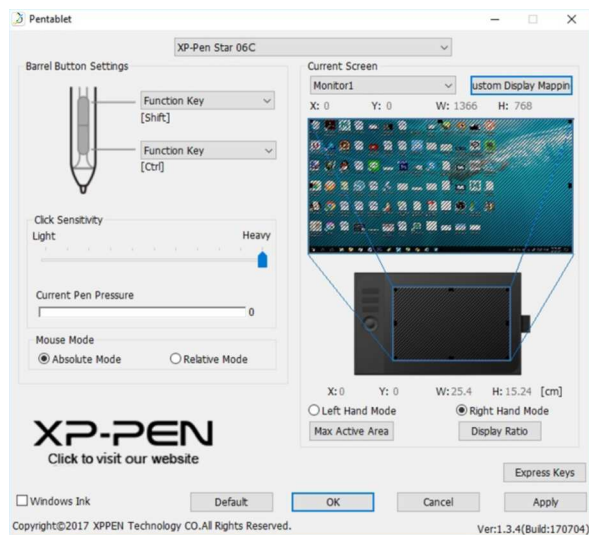 Pentablet
XP-Pen Star 06C
Barrel Button Settings
Function Key
[Shift]
Function Key
[Ctrl]
Click Sensitivity
Light Heavy
Current Pen Pressure
0
Mouse Mode
Absolute Mode Relative Mode
XP-PEN
Click to visit our website
Current Screen
Monitor1 ustom Display Mappin
X: 0 Y: 0 W: 1366 H: 768
X: 0 Y: 0 W: 25.4 H: 15.24 [cm]
Left Hand Mode Right Hand Mode
Max Active Area Display Ratio
Express Keys
Windows Ink Default OK Cancel Apply
Copyright©2017 XPPEN Technology CO.All Rights Reserved. Ver:1.3.4(Build:170704)